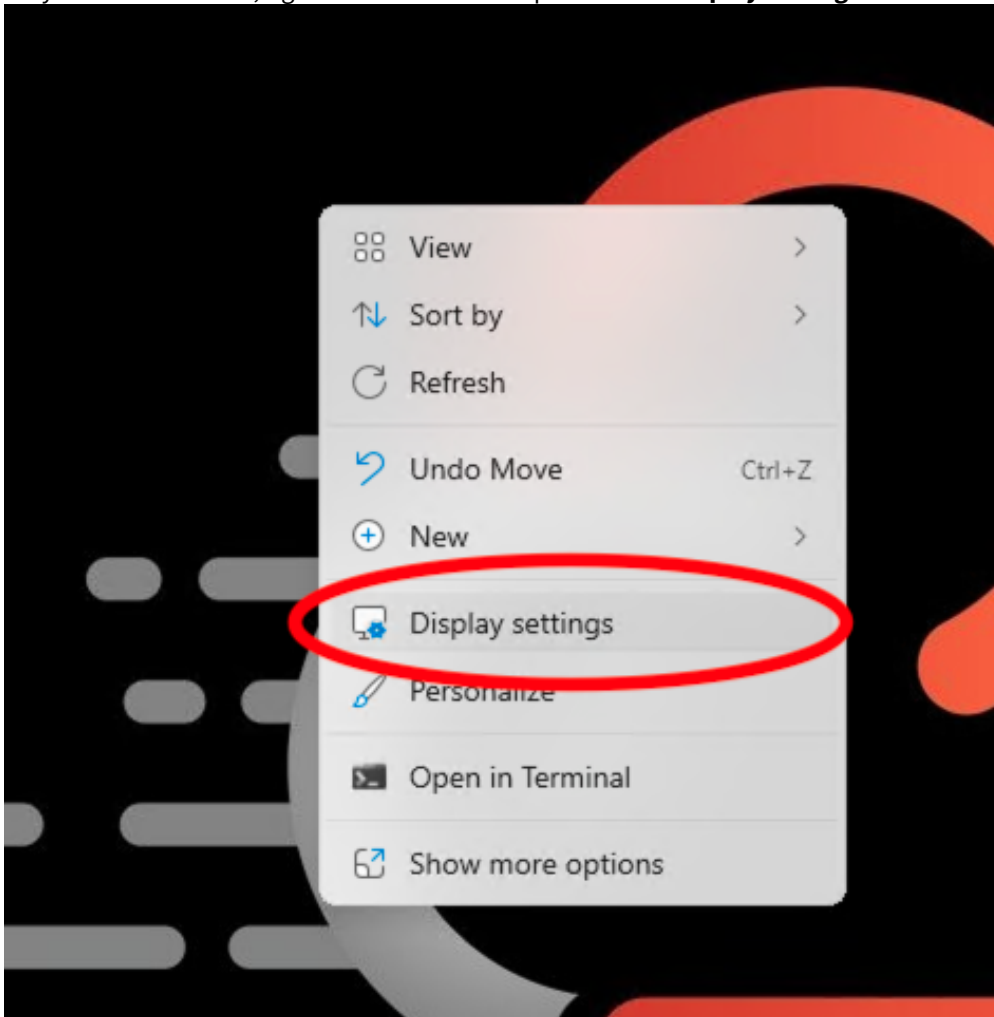 View
Sort by
Refresh
Undo Move Ctrl+Z
New
Display settings
Personalize
Open in Terminal
Show more options